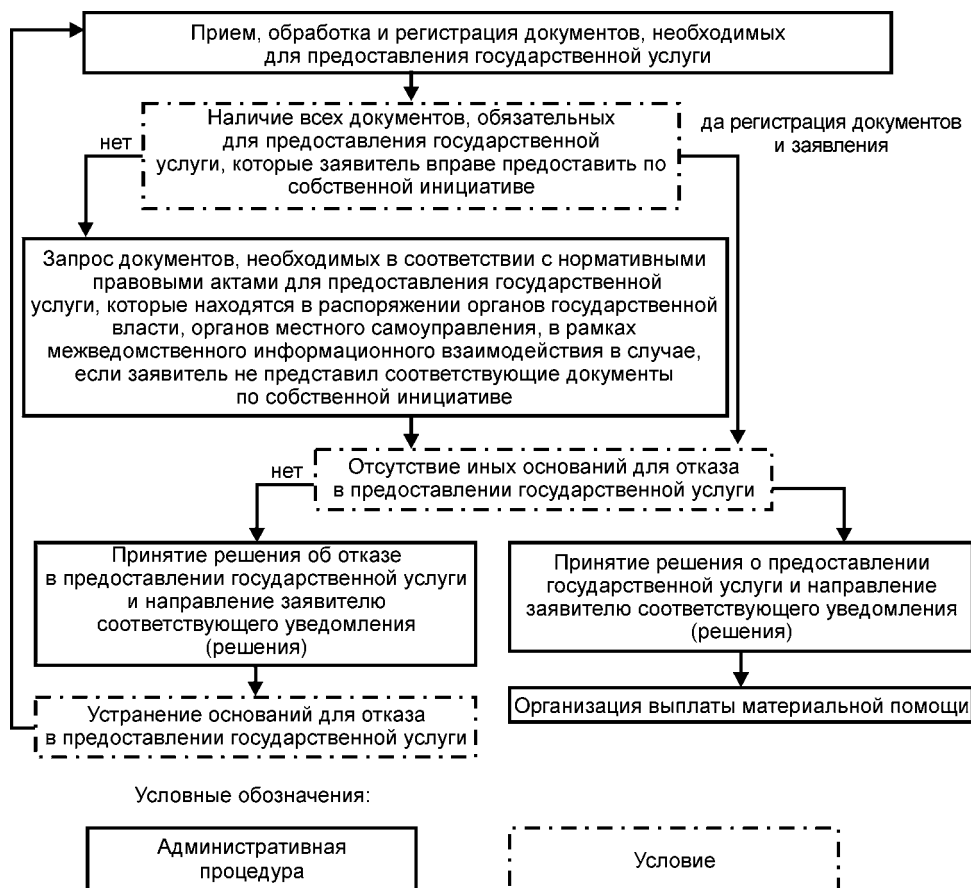 Прием, обработка и регистрация документов, необходимых
для предоставления государственной услуги
Наличие всех документов, обязательных
для предоставления государственной
услуги, которые заявитель вправе предоставить по
собственной инициативе
нет
да регистрация документов
и заявления
Запрос документов, необходимых в соответствии с нормативными
правовыми актами для предоставления государственной
услуги, которые находятся в распоряжении органов государственной
власти, органов местного самоуправления, в рамках
межведомственного информационного взаимодействия в случае,
если заявитель не представил соответствующие документы
по собственной инициативе
нет
Отсутствие иных оснований для отказа
в предоставлении государственной услуги
Принятие решения об отказе
в предоставлении государственной услуги
и направление заявителю
соответствующего уведомления
(решения)
Принятие решения о предоставлении
государственной услуги и направление
заявителю соответствующего уведомления
(решения)
Устранение оснований для отказа
в предоставлении государственной услуги
Организация выплаты материальной помощи
Условные обозначения:
Административная
процедура
Условие